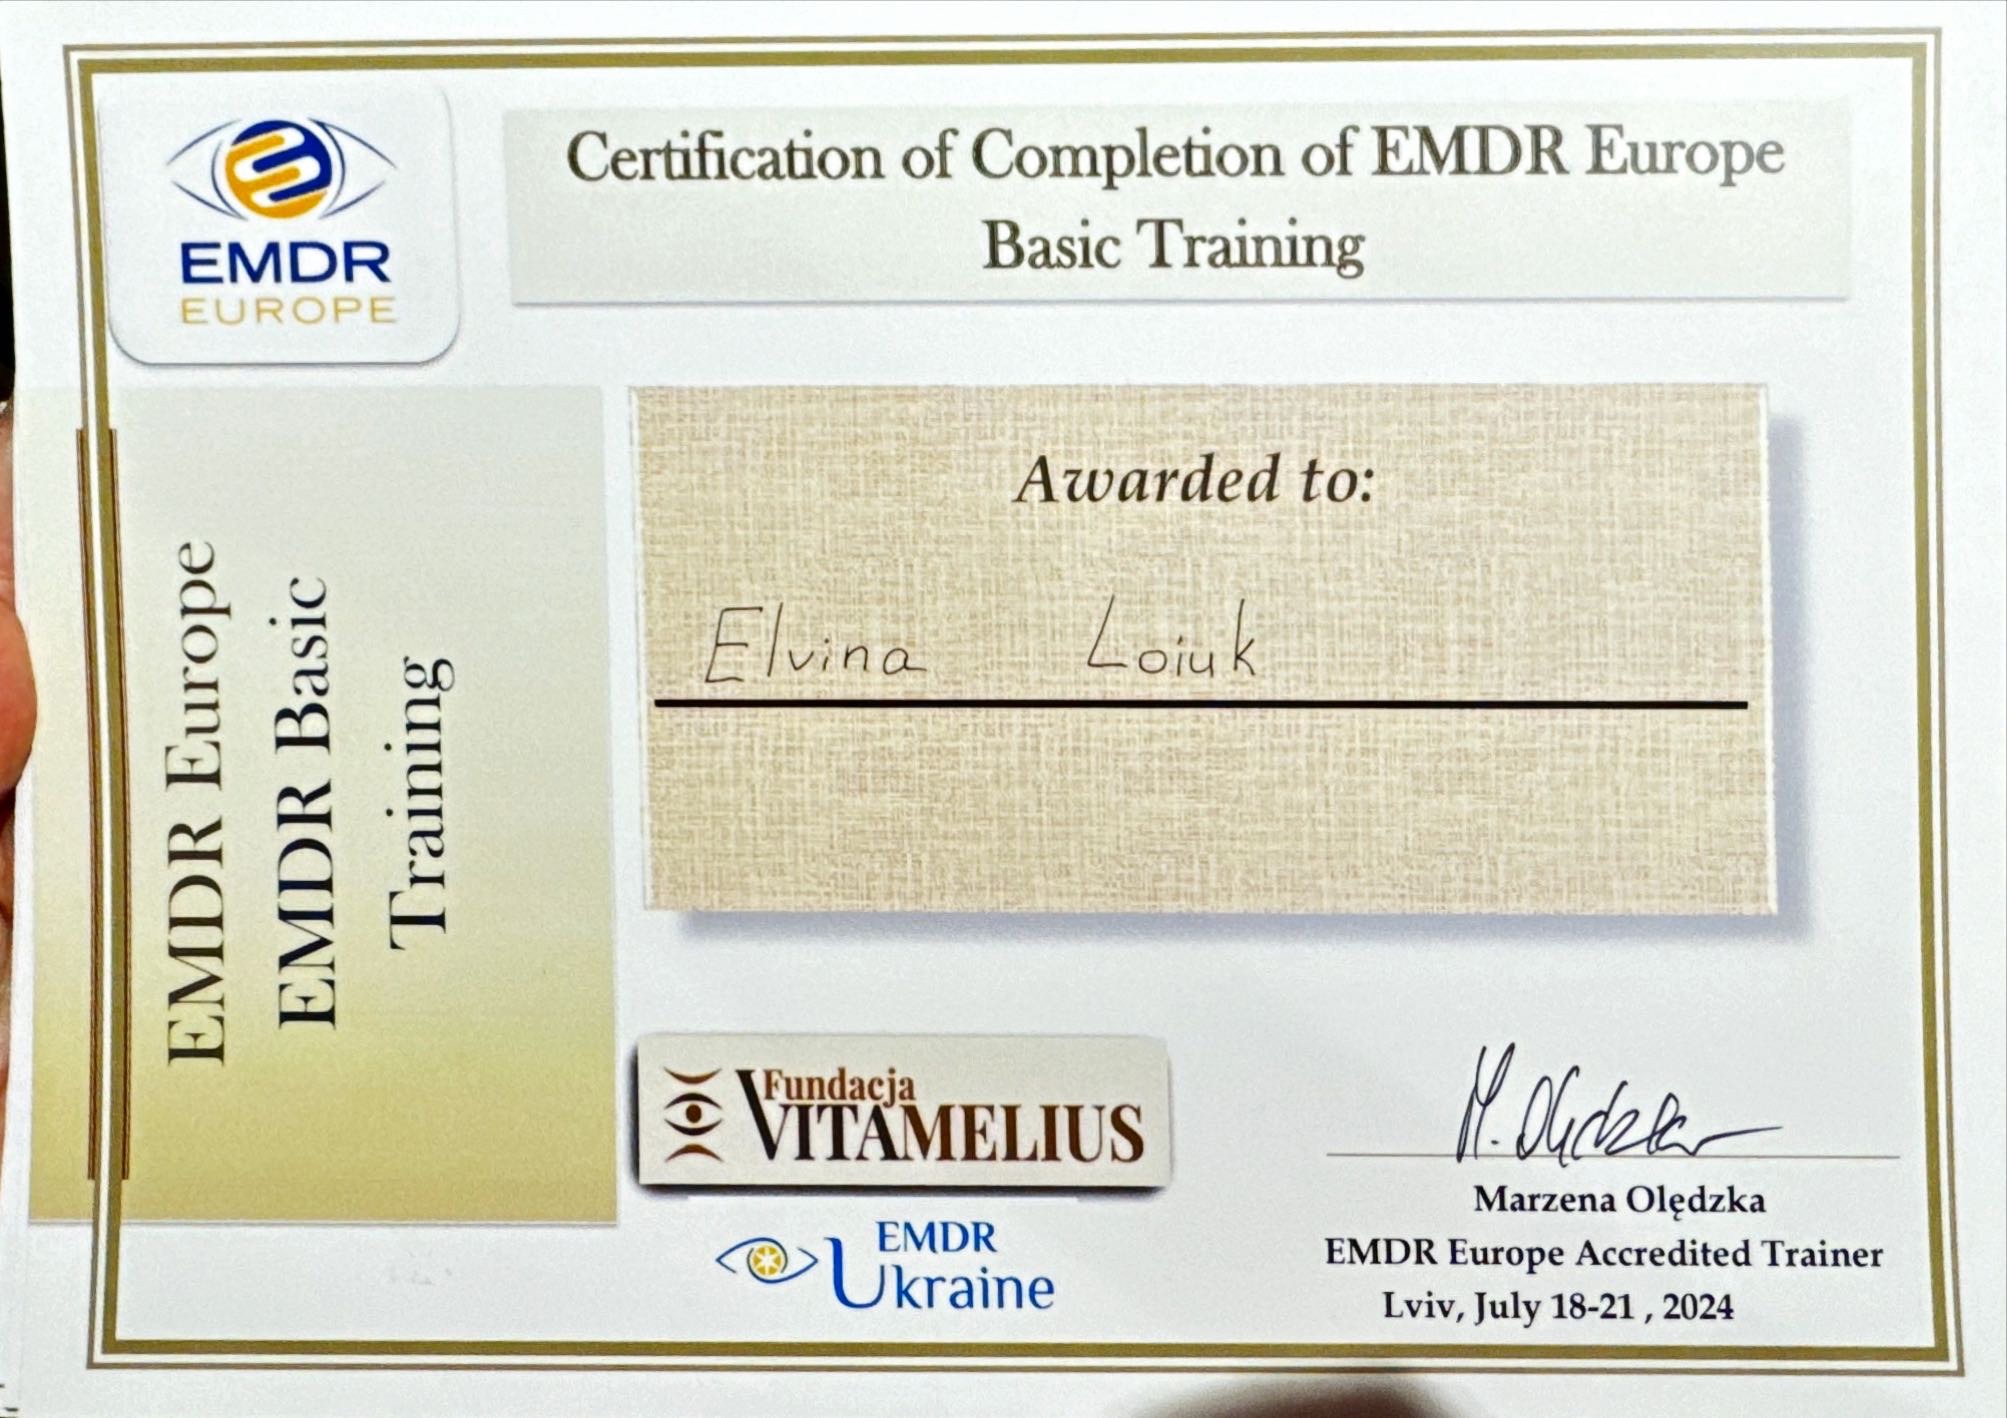 EMDR
EUROPE
Certification of Completion of EMDR Europe
Basic Training
EMDR Europe
EMDR Basic
Training
Awarded to:
Elvina Loiuk
Fundacja
VITAMELIUS
EMDR
Ukraine
M. Olędzka
Marzena Olędzka
EMDR Europe Accredited Trainer
Lviv, July 18-21 , 2024